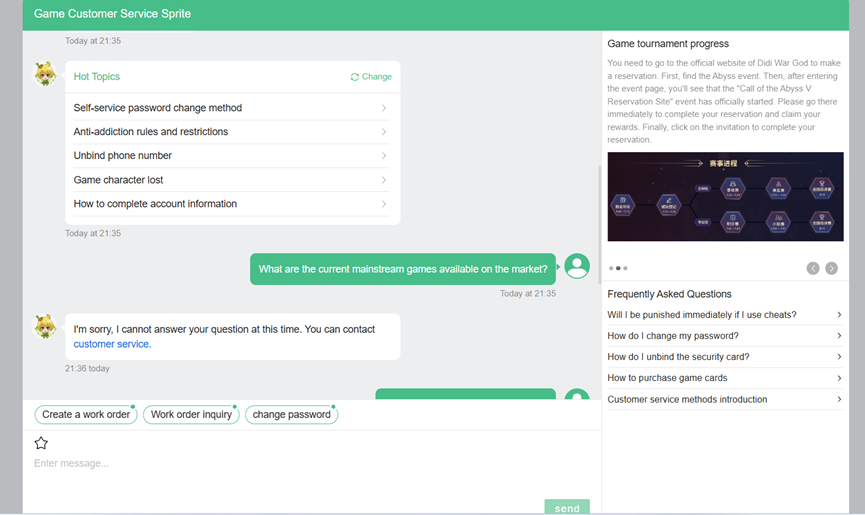 Game Customer Service Sprite
Today at 21:35
Hot Topics
Change
Self-service password change method
Anti-addiction rules and restrictions
Unbind phone number
Game character lost
How to complete account information
Today at 21:35
What are the current mainstream games available on the market?
Today at 21:35
I'm sorry, I cannot answer your question at this time. You can contact
customer service.
21:36 today
Create a work order
Work order inquiry
change password
Enter message...
send
Game tournament progress
You need to go to the official website of Didi War God to make
a reservation. First, find the Abyss event. Then, after entering
the event page, you'll see that the "Call of the Abyss V
Reservation Site" event has officially started. Please go there
immediately to complete your reservation and claim your
rewards. Finally, click on the invitation to complete your
reservation.
赛事进程
Frequently Asked Questions
Will I be punished immediately if I use cheats?
How do I change my password?
How do I unbind the security card?
How to purchase game cards
Customer service methods introduction